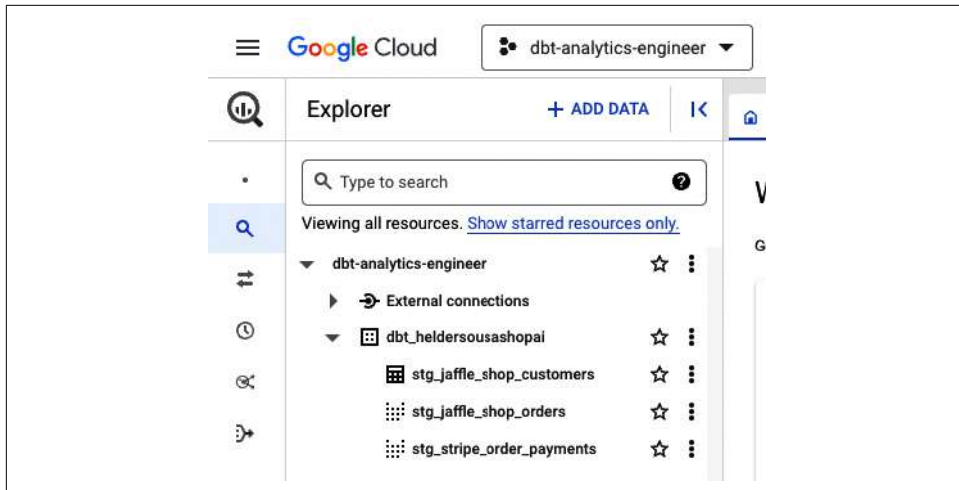 Google Cloud
dbt-analytics-engineer
Explorer
+ ADD DATA
Type to search
Viewing all resources. Show starred resources only.
dbt-analytics-engineer
External connections
dbt_heldersousashopai
stg_jaffle_shop_customers
stg_jaffle_shop_orders
stg_stripe_order_payments